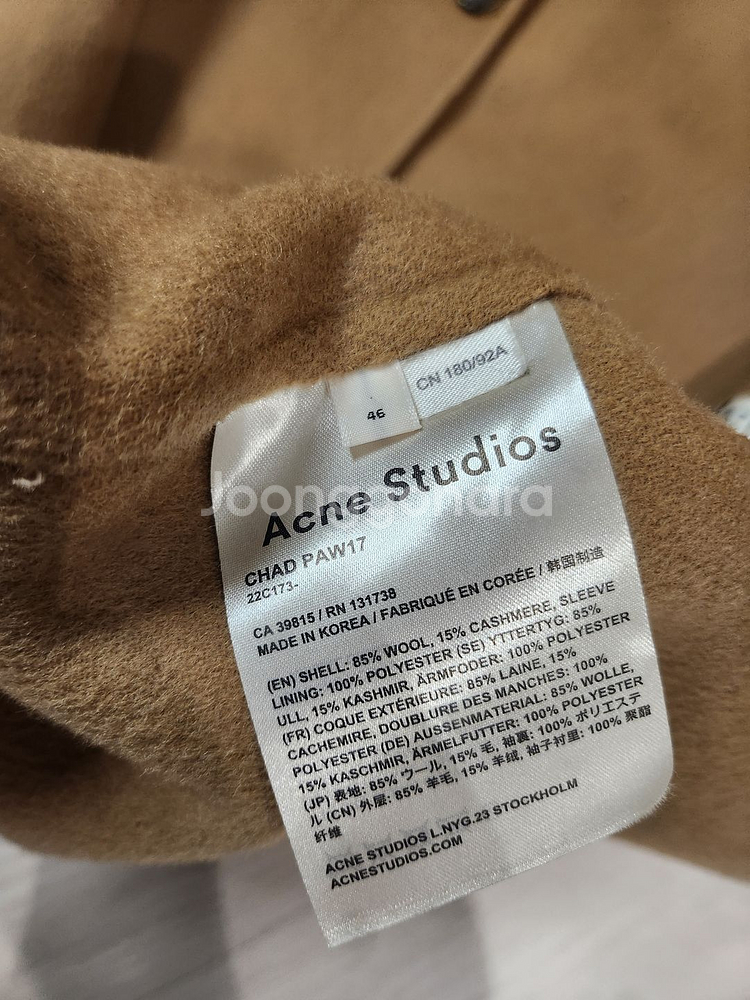 CN 180/92A
46
Acne Studios
Joonggonara
CHAD PAW17
22C173-
CA 39815 / RN 131738
MADE IN KOREA / FABRIQUÉ EN CORÉE / 韩国制造
(EN) SHELL: 85% WOOL, 15% CASHMERE, SLEEVE
LINING: 100% POLYESTER (SE) YTTERTYG: 85%
ULL, 15% KASHMIR, ÄRMFODER: 100% POLYESTER
(FR) COQUE EXTÉRIEURE: 85% LAINE, 15%
CACHEMIRE, DOUBLURE DES MANCHES: 100%
POLYESTER (DE) AUSSENMATERIAL: 85% WOLLE,
15% KASCHMIR, ÄRMELFUTTER: 100% POLYESTER
(JP) 表地: 85% ウール, 15% 毛, 袖裏: 100% ポリエステ
ル (CN) 外层: 85% 羊毛, 15% 羊绒, 袖子衬里: 100% 聚酯
纤维
ACNE STUDIOS L.NYG.23 STOCKHOLM
ACNESTUDIOS.COM